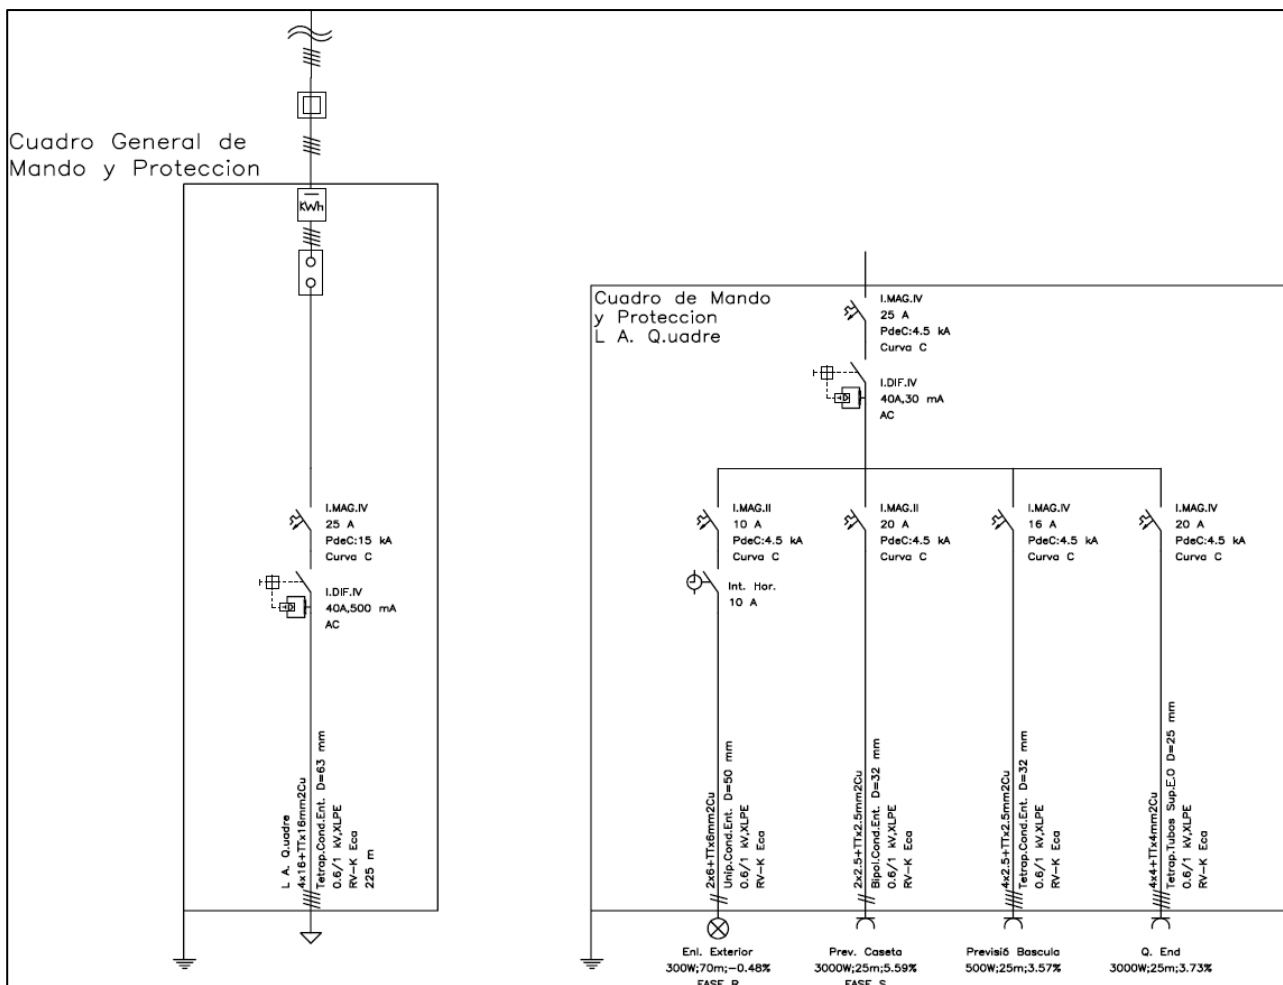 Cuadro General de
Mando y Proteccion
KWh
I.MAG.IV
25 A
PdeC:15 kA
Curva C
I.DIF.IV
40A,500 mA
AC
L A. Q.uadre
4x16+TTx16mm2Cu
Tetrap.Cond.Ent. D=63 mm
0.6/1 kV,XLPE
RV-K Eca
225 m
Cuadro de Mando
y Proteccion
L A. Q.uadre
I.MAG.IV
25 A
PdeC:4.5 kA
Curva C
I.DIF.IV
40A,30 mA
AC
I.MAG.II
10 A
PdeC:4.5 kA
Curva C
Int. Hor.
10 A
2x6+TTx6mm2Cu
Unip.Cond.Ent. D=50 mm
0.6/1 kV,XLPE
RV-K Eca
Enl. Exterior
300W;70m;-0.48%
FASE R
I.MAG.II
20 A
PdeC:4.5 kA
Curva C
2x2.5+TTx2.5mm2Cu
Bipol.Cond.Ent. D=32 mm
0.6/1 kV,XLPE
RV-K Eca
Prev. Caseta
3000W;25m;5.59%
FASE S
I.MAG.IV
16 A
PdeC:4.5 kA
Curva C
4x2.5+TTx2.5mm2Cu
Tetrap.Cond.Ent. D=32 mm
0.6/1 kV,XLPE
RV-K Eca
Previsió Bascula
500W;25m;3.57%
I.MAG.IV
20 A
PdeC:4.5 kA
Curva C
4x4+TTx4mm2Cu
Tetrap.Tubos Sup.E.O D=25 mm
0.6/1 kV,XLPE
RV-K Eca
Q. End
3000W;25m;3.73%